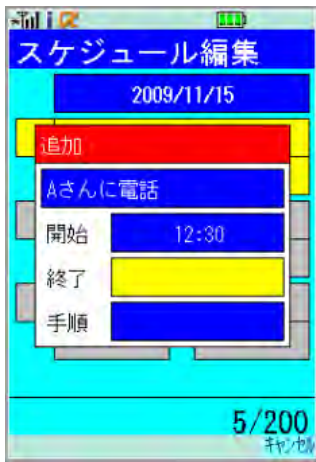 スケジュール編集
2009/11/15
追加
Aさんに電話
開始 12:30
終了
手順
5/200
キャンセル